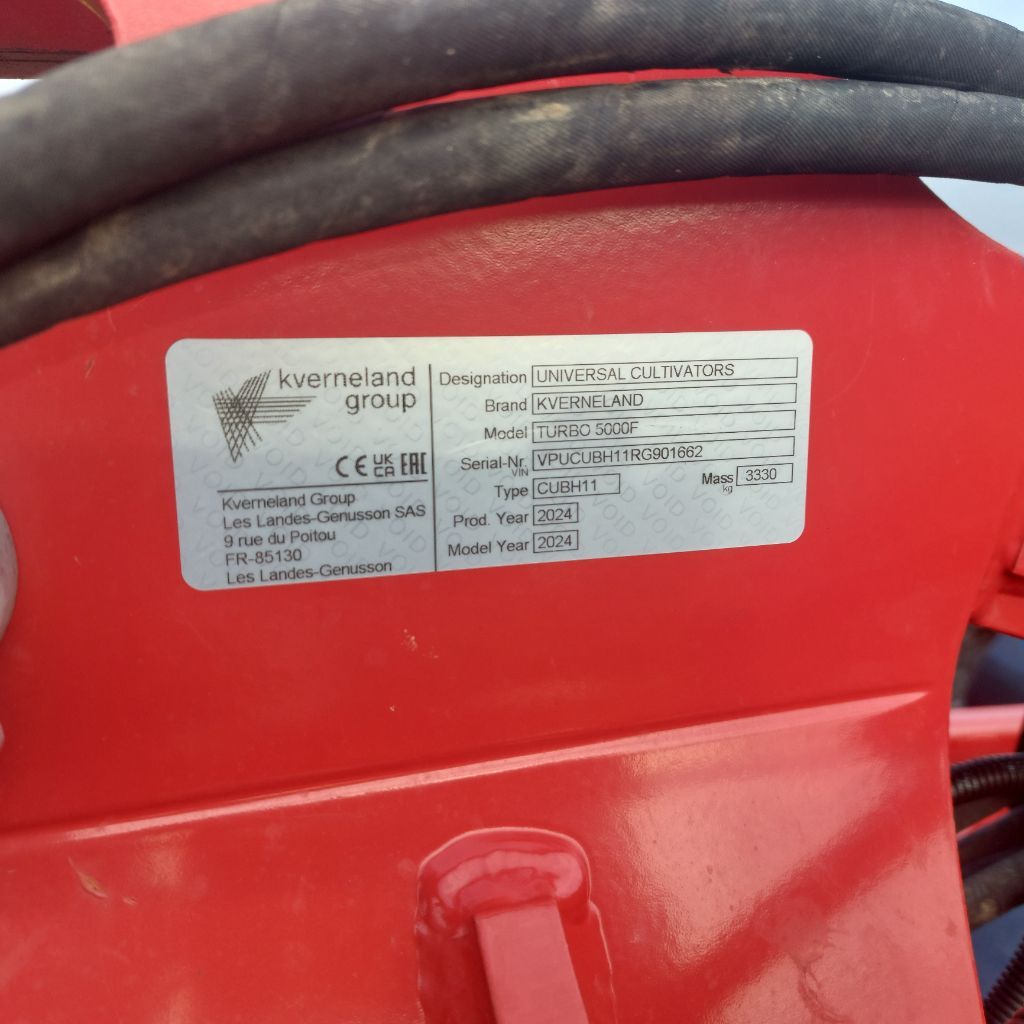 kverneland
group
CE UK CA EAC
Kverneland Group
Les Landes-Genusson SAS
9 rue du Poitou
FR-85130
Les Landes-Genusson
Designation UNIVERSAL CULTIVATORS
Brand KVERNELAND
Model TURBO 5000F
Serial-Nr. VIN VPUCUBH11RG901662
Type CUBH11 Mass kg 3330
Prod. Year 2024
Model Year 2024